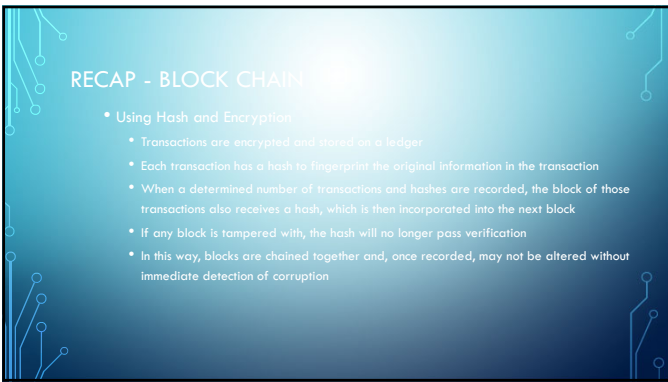 RECAP - BLOCK CHAIN
• Using Hash and Encryption
• Transactions are encrypted and stored on a ledger
• Each transaction has a hash to fingerprint the original information in the transaction
• When a determined number of transactions and hashes are recorded, the block of those
transactions also receives a hash, which is then incorporated into the next block
• If any block is tampered with, the hash will no longer pass verification
• In this way, blocks are chained together and, once recorded, may not be altered without
immediate detection of corruption